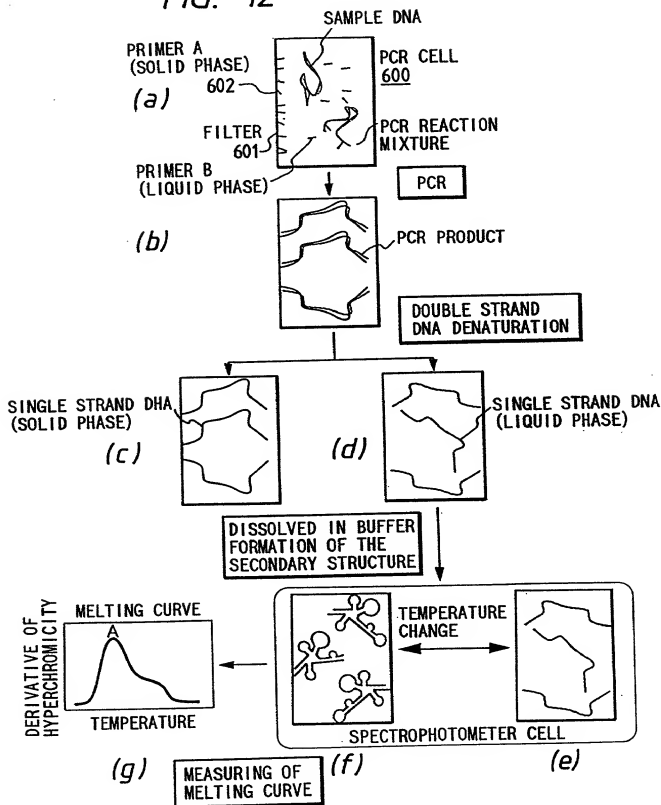 FIG. 12
SAMPLE DNA
PRIMER A
(SOLID PHASE)
602
(a)
PCR CELL
600
FILTER
601
PCR REACTION
MIXTURE
PRIMER B
(LIQUID PHASE)
PCR
(b)
PCR PRODUCT
DOUBLE STRAND
DNA DENATURATION
SINGLE STRAND DHA
(SOLID PHASE)
(c)
(d)
SINGLE STRAND DNA
(LIQUID PHASE)
DISSOLVED IN BUFFER
FORMATION OF THE
SECONDARY STRUCTURE
MELTING CURVE
A
DERIVATIVE OF
HYPERCHROMICITY
TEMPERATURE
TEMPERATURE
CHANGE
SPECTROPHOTOMETER CELL
(g)
(f)
(e)
MEASURING OF
MELTING CURVE